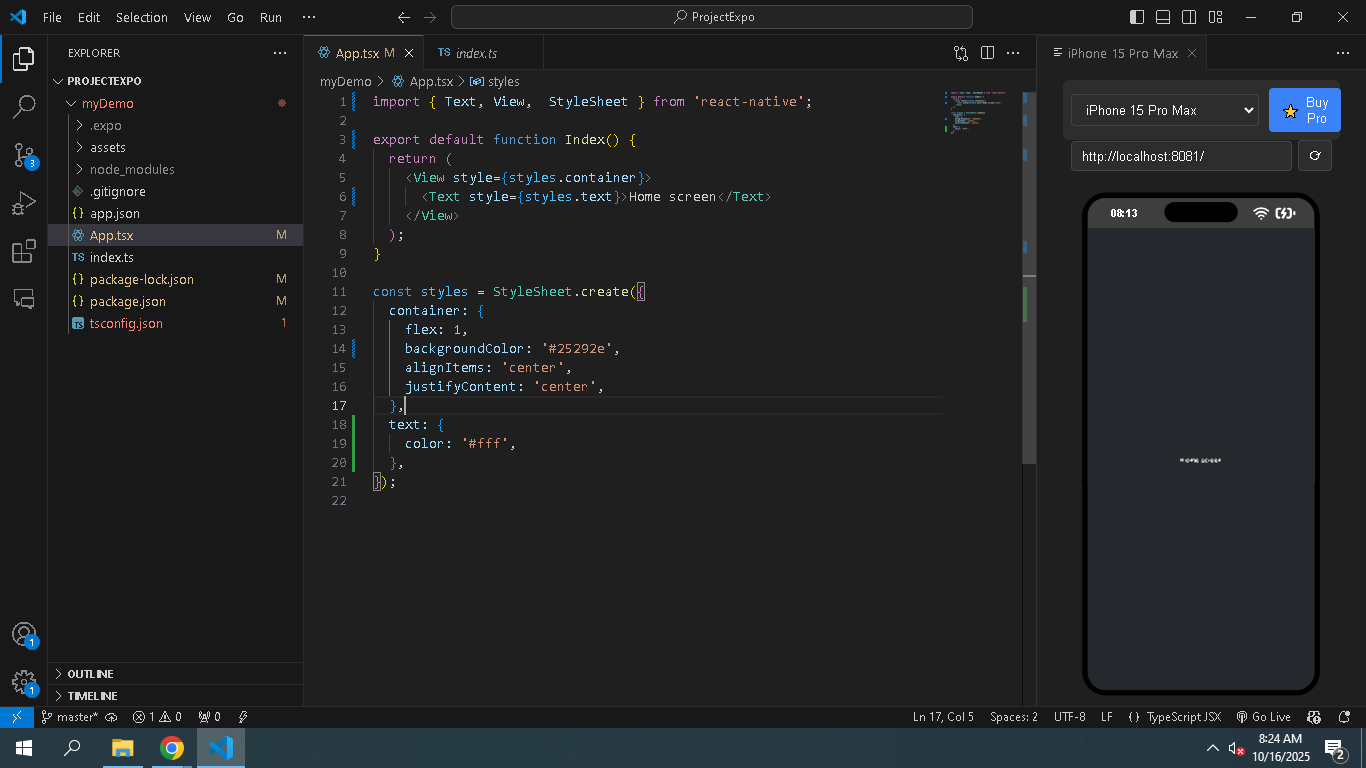 File Edit Selection View Go Run ··· ProjectExpo
EXPLORER ···
PROJECTEXPO
myDemo
.expo
assets
node_modules
.gitignore
{} app.json
App.tsx M
TS index.ts
{} package-lock.json M
{} package.json M
TS tsconfig.json 1
OUTLINE
TIMELINE
3
1
1
App.tsx M
TS index.ts
myDemo > App.tsx > styles
1 import { Text, View,  StyleSheet } from 'react-native';
2
3 export default function Index() {
4   return (
5     <View style={styles.container}>
6       <Text style={styles.text}>Home screen</Text>
7     </View>
8   );
9 }
10
11 const styles = StyleSheet.create({
12   container: {
13     flex: 1,
14     backgroundColor: '#25292e',
15     alignItems: 'center',
16     justifyContent: 'center',
17   },
18   text: {
19     color: '#fff',
20   },
21 });
22
iPhone 15 Pro Max
iPhone 15 Pro Max
Buy
Pro
http://localhost:8081/
08:13
Home screen
master* 1 0 0 Ln 17, Col 5 Spaces: 2 UTF-8 LF {} TypeScript JSX Go Live
8:24 AM
10/16/2025
2